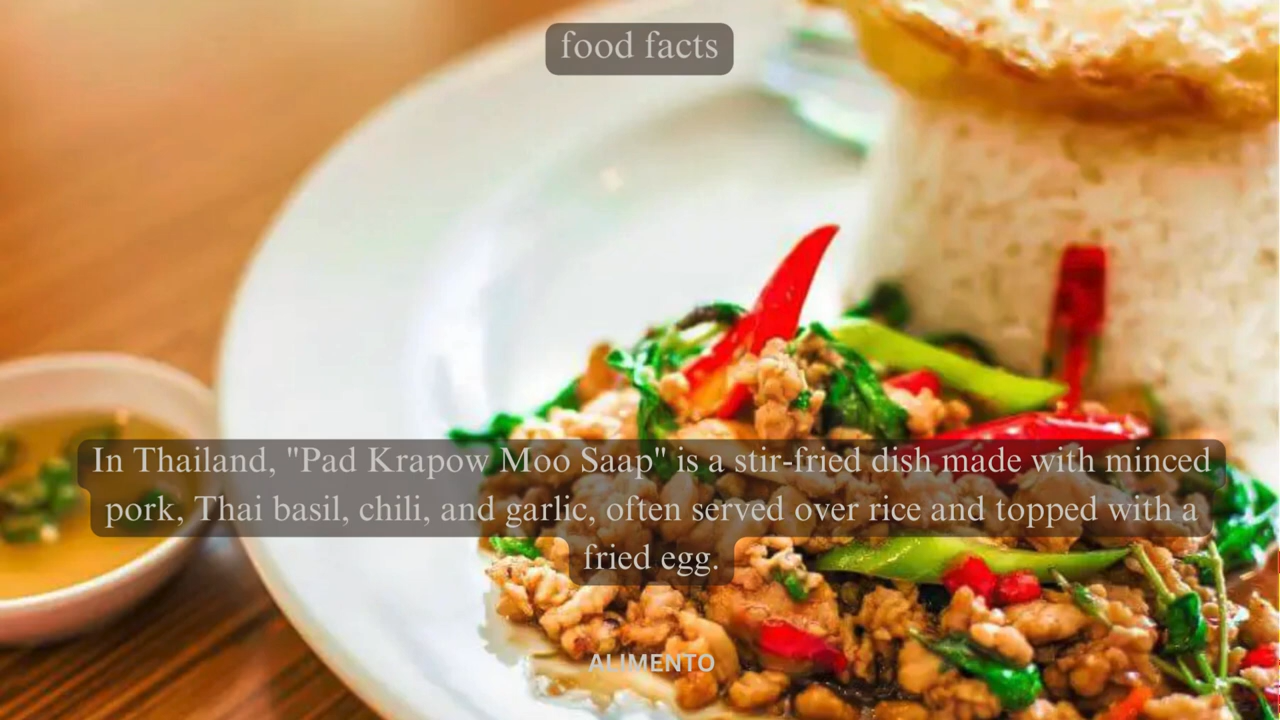 food facts
In Thailand, "Pad Krapow Moo Saap" is a stir-fried dish made with minced
pork, Thai basil, chili, and garlic, often served over rice and topped with a
fried egg.
ALIMENTO